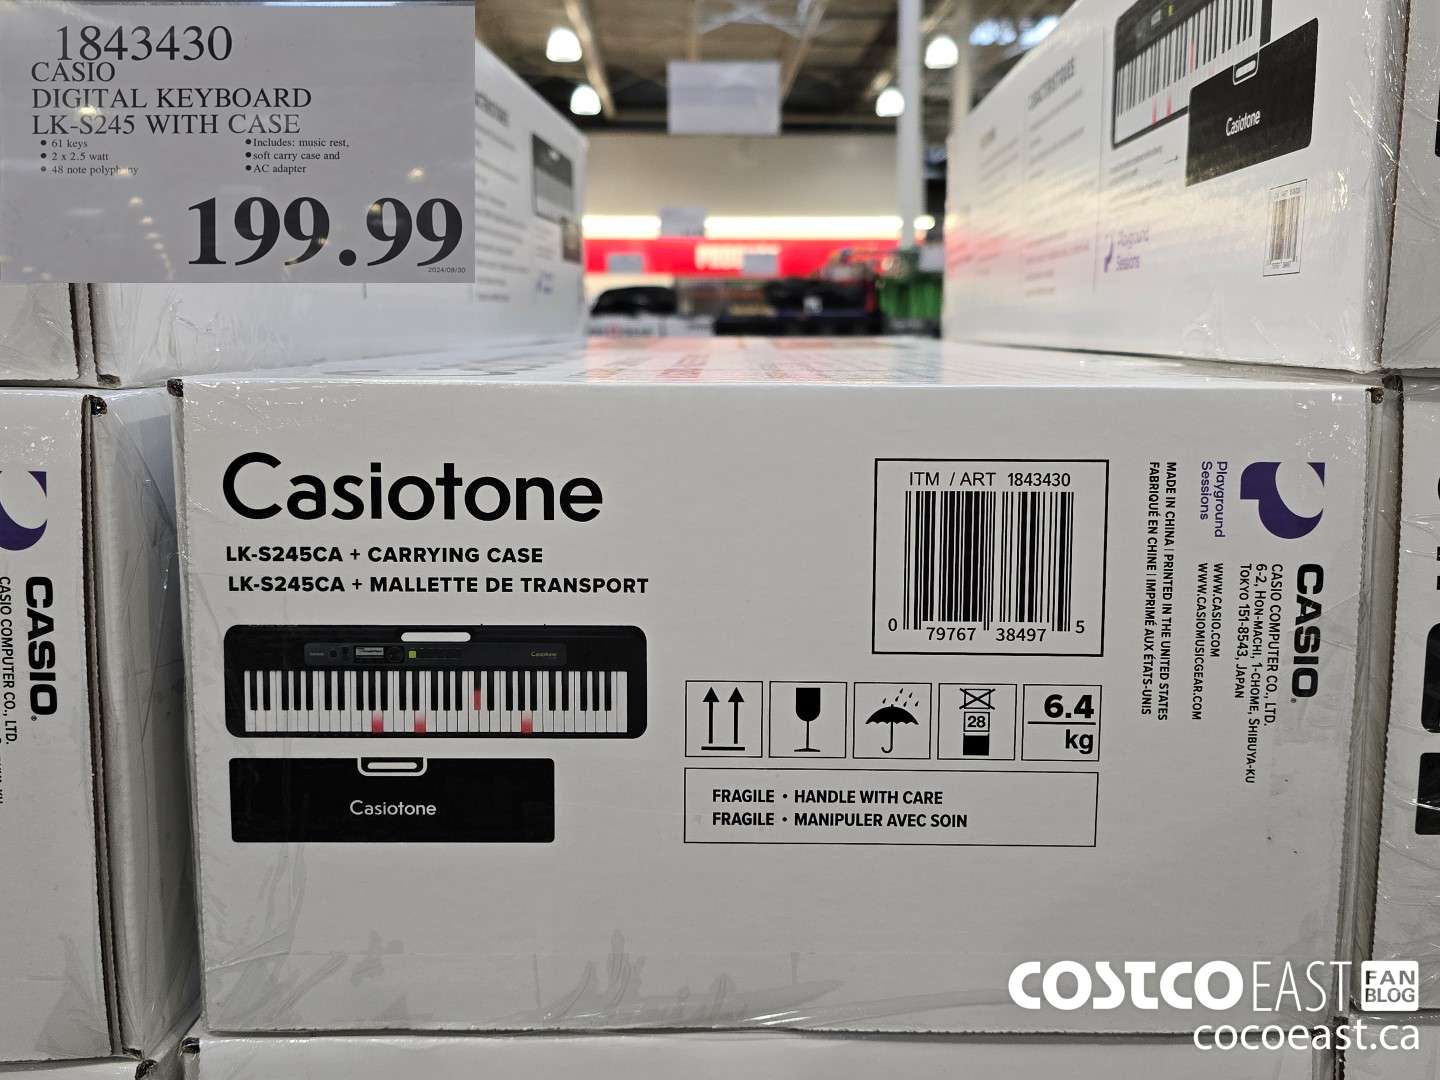 1843430
CASIO
DIGITAL KEYBOARD
LK-S245 WITH CASE
• 61 keys
• 2 x 2.5 watt
• 48 note polyphony
• Includes: music rest,
• soft carry case and
• AC adapter
199.99
2024/08/30
Casiotone
Playground
Sessions
Casiotone
LK-S245CA + CARRYING CASE
LK-S245CA + MALLETTE DE TRANSPORT
Casiotone
Casiotone
ITM / ART 1843430
0 79767 38497 5
28
6.4
kg
FRAGILE • HANDLE WITH CARE
FRAGILE • MANIPULER AVEC SOIN
MADE IN CHINA | PRINTED IN THE UNITED STATES
FABRIQUÉ EN CHINE | IMPRIMÉ AUX ÉTATS-UNIS
Playground
Sessions
WWW.CASIO.COM
WWW.CASIOMUSICGEAR.COM
CASIO®
CASIO COMPUTER CO., LTD.
6-2, HON-MACHI, 1-CHOME, SHIBUYA-KU
TOKYO 151-8543, JAPAN
CASIO®
CASIO COMPUTER CO., LTD.
COSTCO EAST FAN BLOG
cocoeast.ca